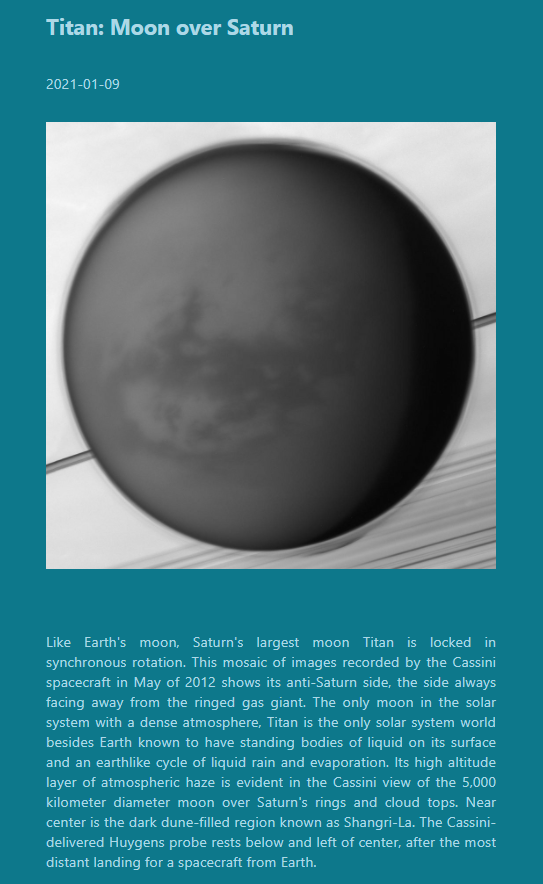 Titan: Moon over Saturn
2021-01-09
Like Earth's moon, Saturn's largest moon Titan is locked in
synchronous rotation. This mosaic of images recorded by the Cassini
spacecraft in May of 2012 shows its anti-Saturn side, the side always
facing away from the ringed gas giant. The only moon in the solar
system with a dense atmosphere, Titan is the only solar system world
besides Earth known to have standing bodies of liquid on its surface
and an earthlike cycle of liquid rain and evaporation. Its high altitude
layer of atmospheric haze is evident in the Cassini view of the 5,000
kilometer diameter moon over Saturn's rings and cloud tops. Near
center is the dark dune-filled region known as Shangri-La. The Cassini-
delivered Huygens probe rests below and left of center, after the most
distant landing for a spacecraft from Earth.